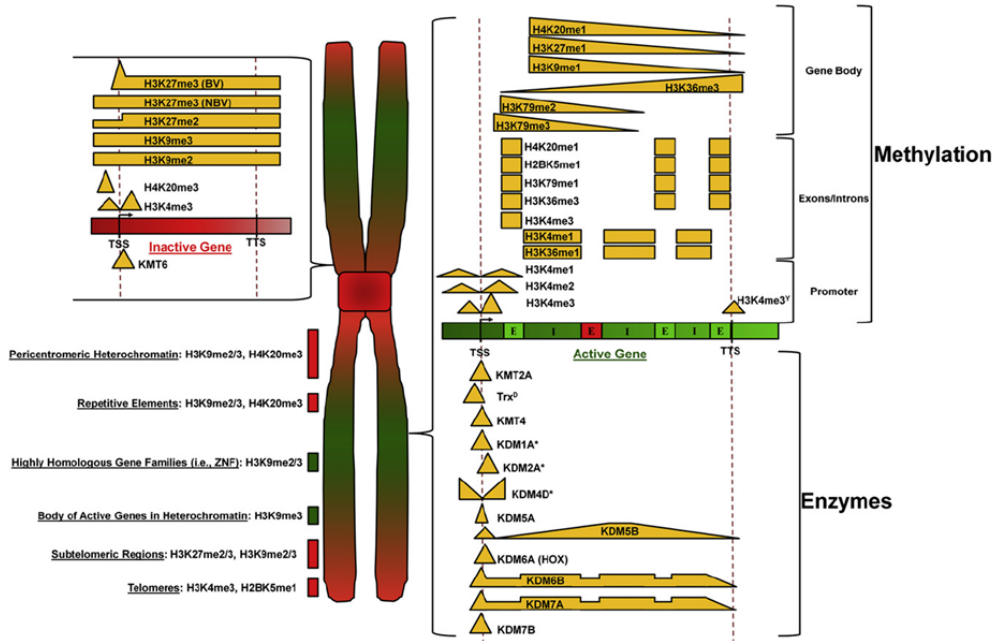 H3K27me3 (BV)
H3K27me3 (NBV)
H3K27me2
H3K9me3
H3K9me2
H4K20me3
H3K4me3
TSS
TTS
Inactive Gene
KMT6
Pericentromeric Heterochromatin: H3K9me2/3, H4K20me3
Repetitive Elements: H3K9me2/3, H4K20me3
Highly Homologous Gene Families (i.e., ZNF): H3K9me2/3
Body of Active Genes in Heterochromatin: H3K9me3
Subtelomeric Regions: H3K27me2/3, H3K9me2/3
Telomeres: H3K4me3, H2BK5me1
H4K20me1
H3K27me1
H3K9me1
H3K36me3
H3K79me2
H3K79me3
Gene Body
H4K20me1
H2BK5me1
H3K79me1
H3K36me3
H3K4me3
H3K4me1
H3K36me1
Exons/Introns
Methylation
H3K4me1
H3K4me2
H3K4me3
H3K4me3Y
Promoter
E I E I E I E
TSS
Active Gene
TTS
KMT2A
TrxD
KMT4
KDM1A*
KDM2A*
KDM4D*
KDM5A
KDM5B
KDM6A (HOX)
KDM6B
KDM7A
KDM7B
Enzymes